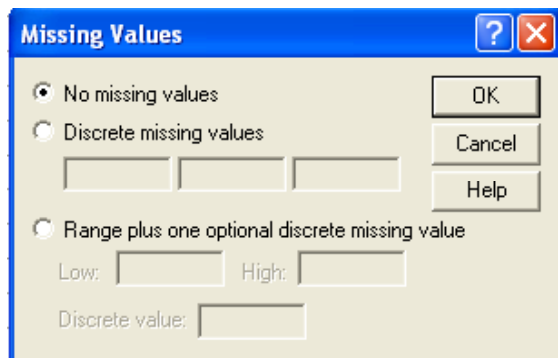 Missing Values
No missing values
OK
Discrete missing values
Cancel
Help
Range plus one optional discrete missing value
Low: High:
Discrete value: